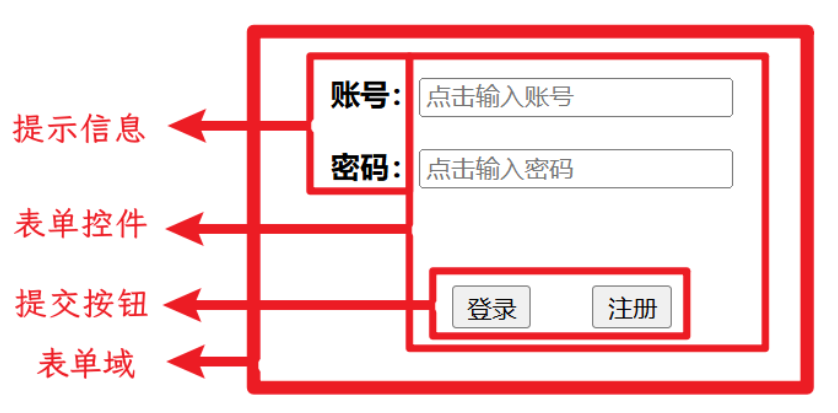 账号： 点击输入账号
提示信息
密码： 点击输入密码
表单控件
提交按钮
登录 注册
表单域